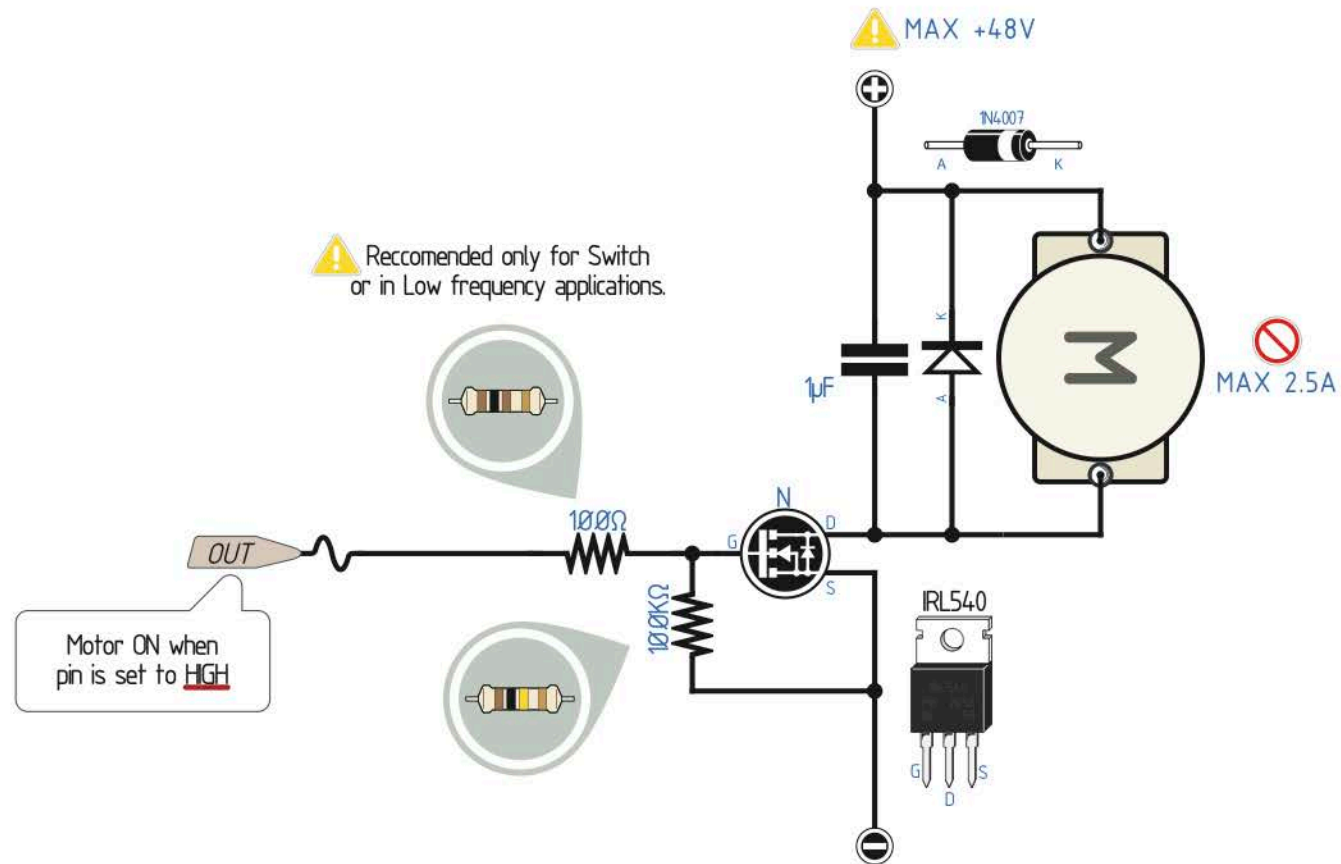 MAX +48V
1N4007
A
K
Reccomended only for Switch
or in Low frequency applications.
K
M
1µF
MAX 2.5A
A
N
100Ω
D
G
OUT
S
IRL540
100KΩ
Motor ON when
pin is set to HIGH
G
S
D